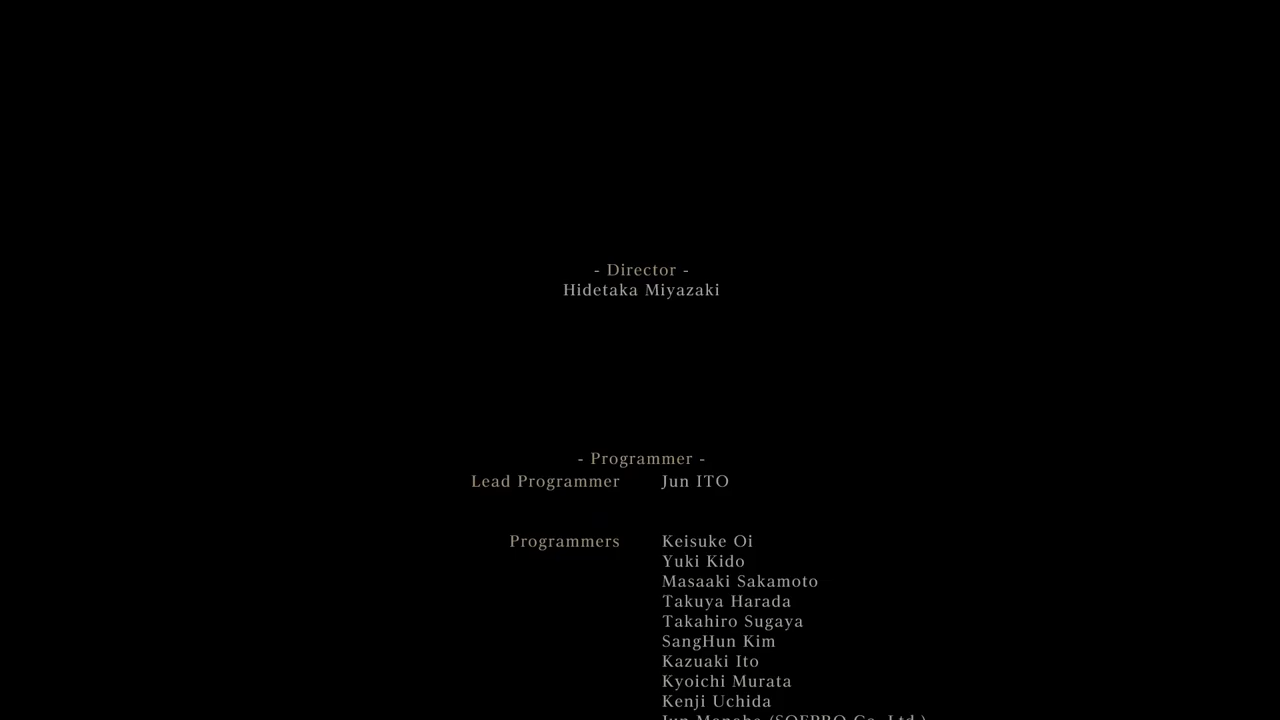 - Director -
Hidetaka Miyazaki
- Programmer -
Lead Programmer Jun ITO
Programmers Keisuke Oi
Yuki Kido
Masaaki Sakamoto
Takuya Harada
Takahiro Sugaya
SangHun Kim
Kazuaki Ito
Kyoichi Murata
Kenji Uchida